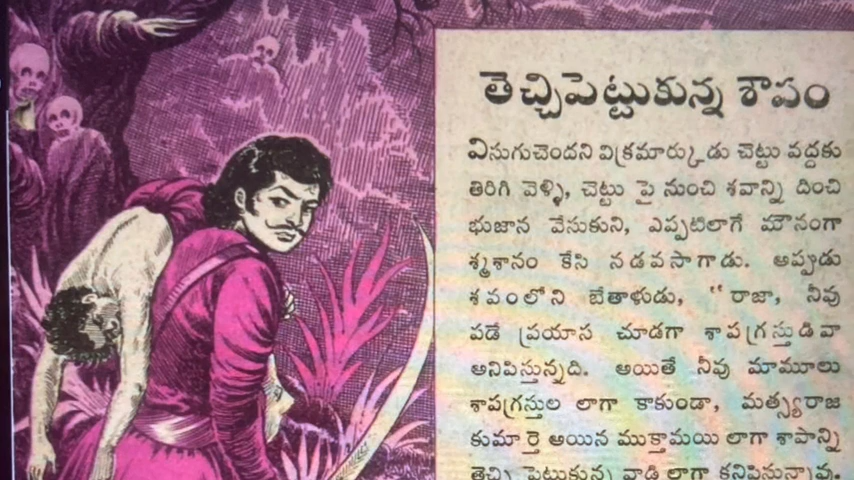 తెచ్చిపెట్టుకున్న శాపం
విసుగుచెందని విక్రమార్కుడు చెట్టు వద్దకు
తిరిగి వెళ్ళి, చెట్టు పై నుంచి శవాన్ని దించి
భుజాన వేసుకుని, ఎప్పటిలాగే మౌనంగా
శ్మశానం కేసి నడవసాగాడు. అప్పుడు
శవంలోని బేతాళుడు, “రాజా, నీవు
పడే ప్రయాస చూడగా శాపగ్రస్తుడివా
అనిపిస్తున్నది. అయితే నీవు మామూలు
శాపగ్రస్తుల లాగా కాకుండా, మత్స్యరాజ
కుమార్తె అయిన ముక్తామయి లాగా శాపాన్ని
తెచ్చి పెట్టుకున్న వాడి లాగా కనిపిస్తున్నావు.